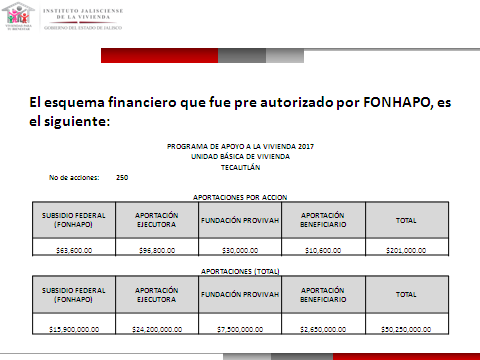 INSTITUTO JALISCIENSE
DE LA VIVIENDA
GOBIERNO DEL ESTADO DE JALISCO
El esquema financiero que fue pre autorizado por FONHAPO, es
el siguiente:
PROGRAMA DE APOYO A LA VIVIENDA 2017
UNIDAD BÁSICA DE VIVIENDA
TECALITLÁN
No de acciones: 250
APORTACIONES POR ACCION
SUBSIDIO FEDERAL (FONHAPO) APORTACIÓN EJECUTORA FUNDACIÓN PROVIVAH APORTACIÓN BENEFICIARIO TOTAL
$63,600.00 $96,800.00 $30,000.00 $10,600.00 $201,000.00
APORTACIONES (TOTAL)
SUBSIDIO FEDERAL (FONHAPO) APORTACIÓN EJECUTORA FUNDACIÓN PROVIVAH APORTACIÓN BENEFICIARIO TOTAL
$15,900,000.00 $24,200,000.00 $7,500,000.00 $2,650,000.00 $50,250,000.00